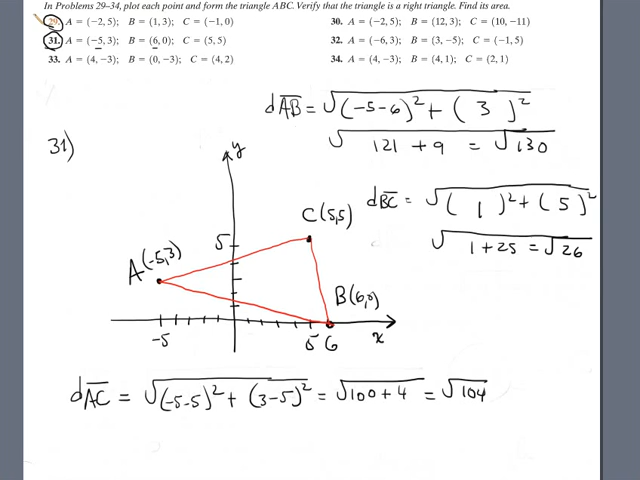 In Problems 29–34, plot each point and form the triangle ABC. Verify that the triangle is a right triangle. Find its area.
29. A = (−2, 5); B = (1, 3); C = (−1, 0)
30. A = (−2, 5); B = (12, 3); C = (10, −11)
31. A = (−5, 3); B = (6, 0); C = (5, 5)
32. A = (−6, 3); B = (3, −5); C = (−1, 5)
33. A = (4, −3); B = (0, −3); C = (4, 2)
34. A = (4, −3); B = (4, 1); C = (2, 1)
dAB = √(-5-6)² + ( 3 )²
√ 121 + 9 = √130
31)
y
C(5,5)
dBC = √( 1 )² + ( 5 )²
√ 1+25 = √26
5
A(-5,3)
B(6,0)
-5
5 6
x
dAC = √(-5-5)² + (3-5)² = √100+4 = √104